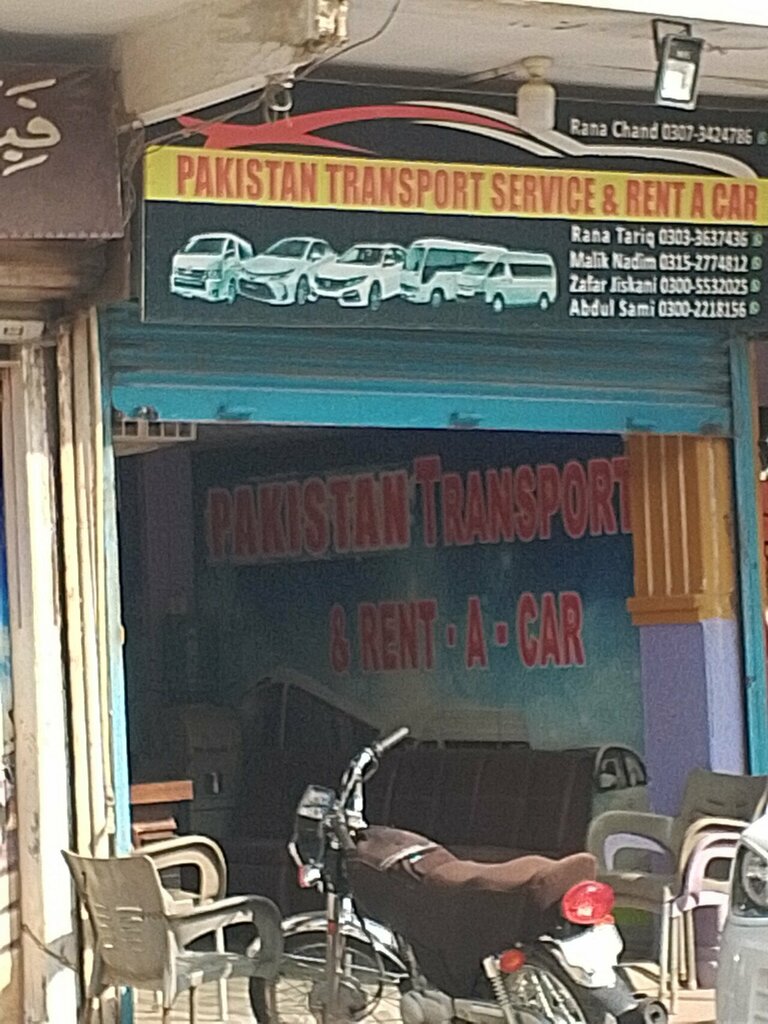 Rana Chand 0307-3424786
PAKISTAN TRANSPORT SERVICE & RENT A CAR
Rana Tariq 0303-3637436
Malik Nadim 0315-2774812
Zafar Jiskani 0300-5532025
Abdul Sami 0300-2218156
PAKISTAN TRANSPORT
& RENT - A - CAR